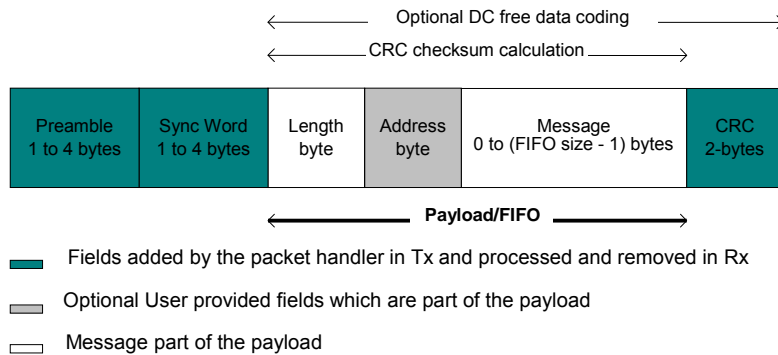 Optional DC free data coding
CRC checksum calculation
Preamble
1 to 4 bytes
Sync Word
1 to 4 bytes
Length
byte
Address
byte
Message
0 to (FIFO size - 1) bytes
CRC
2-bytes
Payload/FIFO
Fields added by the packet handler in Tx and processed and removed in Rx
Optional User provided fields which are part of the payload
Message part of the payload